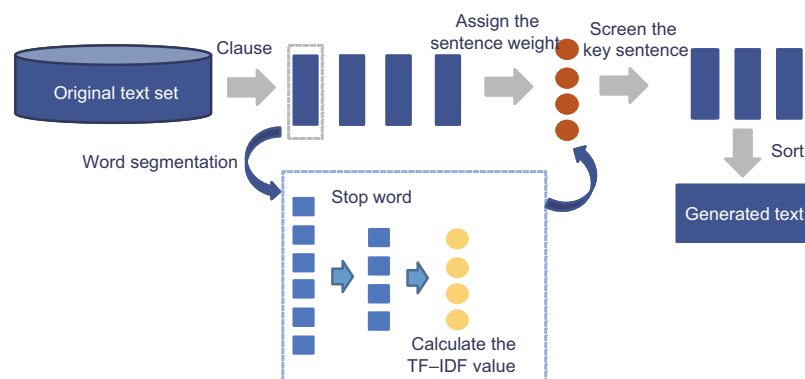 Original text set
Clause
Assign the
sentence weight
Screen the
key sentence
Word segmentation
Stop word
Calculate the
TF–IDF value
Sort
Generated text